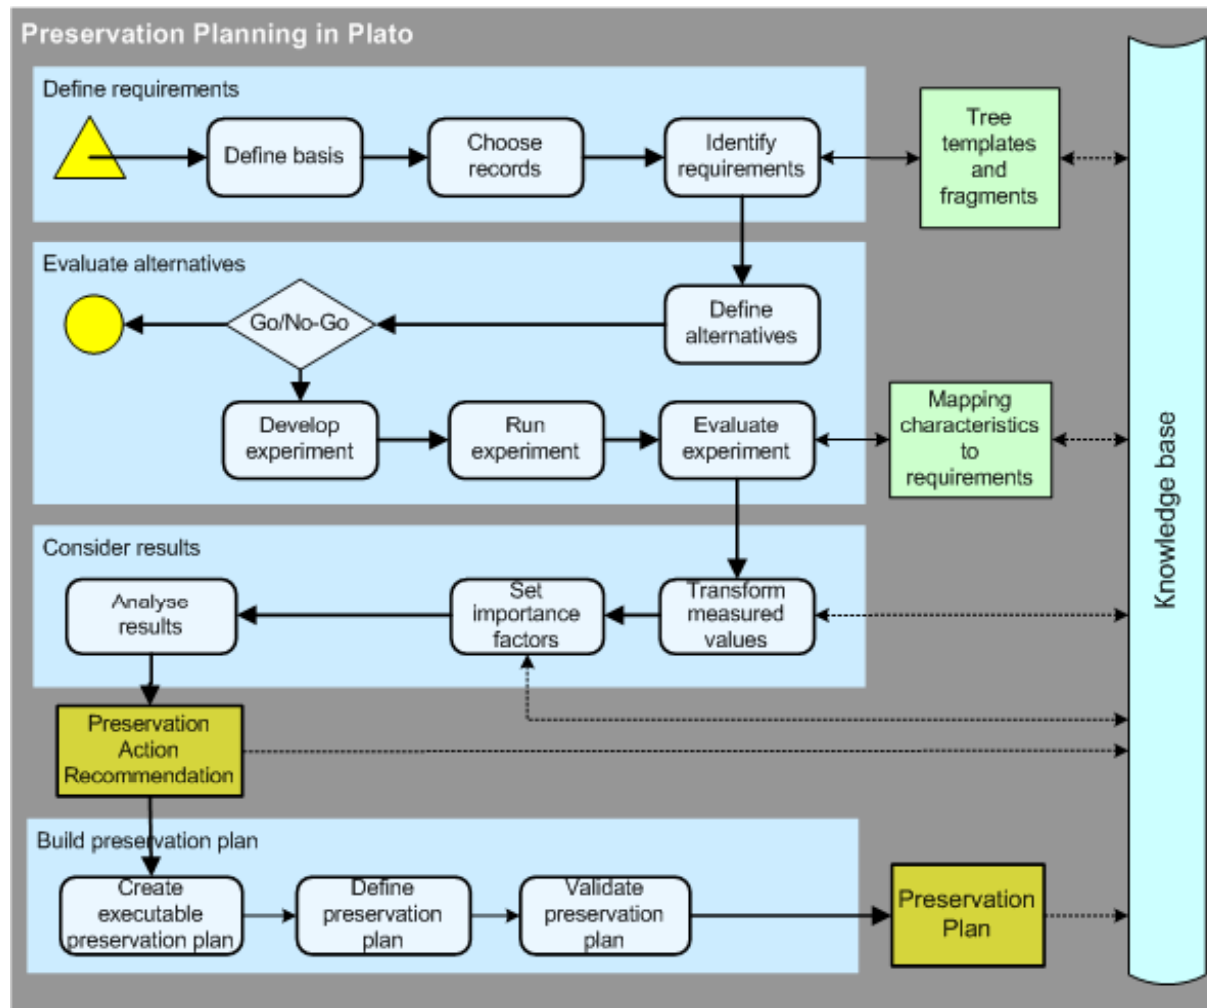 Preservation Planning in Plato
Define requirements
Define basis
Choose
records
Identify
requirements
Tree
templates
and
fragments
Evaluate alternatives
Go/No-Go
Define
alternatives
Develop
experiment
Run
experiment
Evaluate
experiment
Mapping
characteristics
to
requirements
Knowledge base
Consider results
Analyse
results
Set
importance
factors
Transform
measured
values
Preservation
Action
Recommendation
Build preservation plan
Create
executable
preservation plan
Define
preservation
plan
Validate
preservation
plan
Preservation
Plan